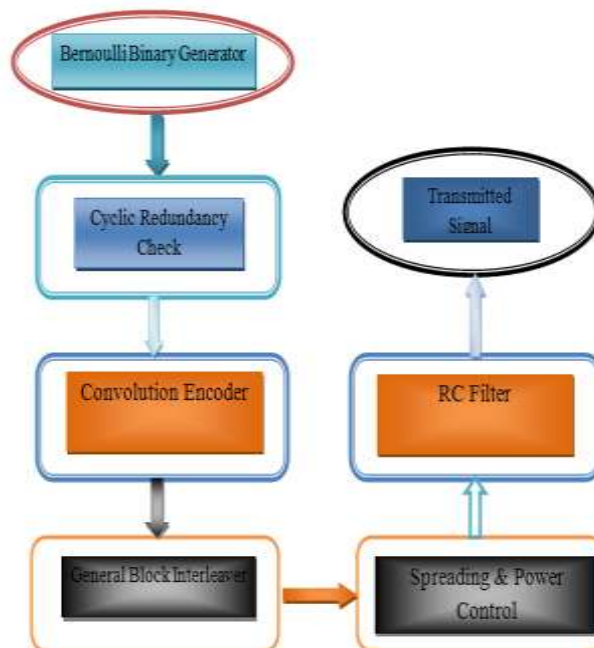 Bernoulli Binary Generator
Cyclic Redundancy
Check
Convolution Encoder
General Block Interleaver
Spreading & Power
Control
RC Filter
Transmitted
Signal